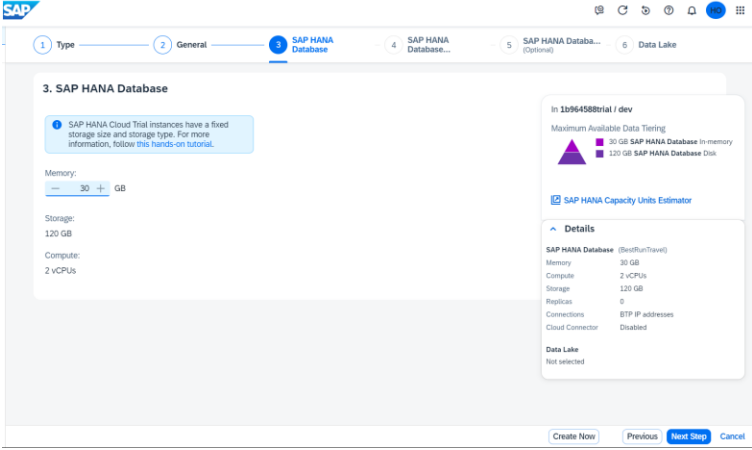 SAP
HO
1 Type
2 General
3 SAP HANA
Database
4 SAP HANA
Database...
5 SAP HANA Databa...
(Optional)
6 Data Lake
3. SAP HANA Database
SAP HANA Cloud Trial instances have a fixed
storage size and storage type. For more
information, follow this hands-on tutorial.
Memory:
30 GB
Storage:
120 GB
Compute:
2 vCPUs
In 1b964588trial / dev
Maximum Available Data Tiering
30 GB SAP HANA Database In-memory
120 GB SAP HANA Database Disk
SAP HANA Capacity Units Estimator
Details
SAP HANA Database (BestRunTravel)
Memory 30 GB
Compute 2 vCPUs
Storage 120 GB
Replicas 0
Connections BTP IP addresses
Cloud Connector Disabled
Data Lake
Not selected
Create Now Previous Next Step Cancel